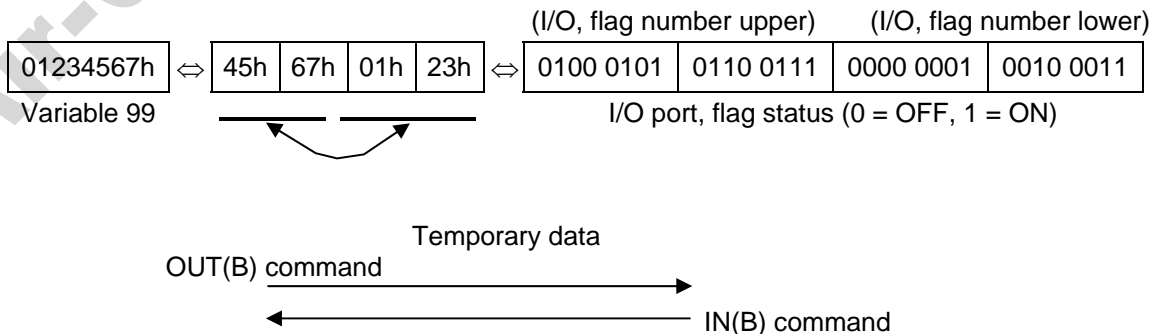 (I/O, flag number upper) (I/O, flag number lower)
01234567h ⇔ 45h 67h 01h 23h ⇔ 0100 0101 0110 0111 0000 0001 0010 0011
Variable 99 I/O port, flag status (0 = OFF, 1 = ON)
Temporary data
OUT(B) command
IN(B) command